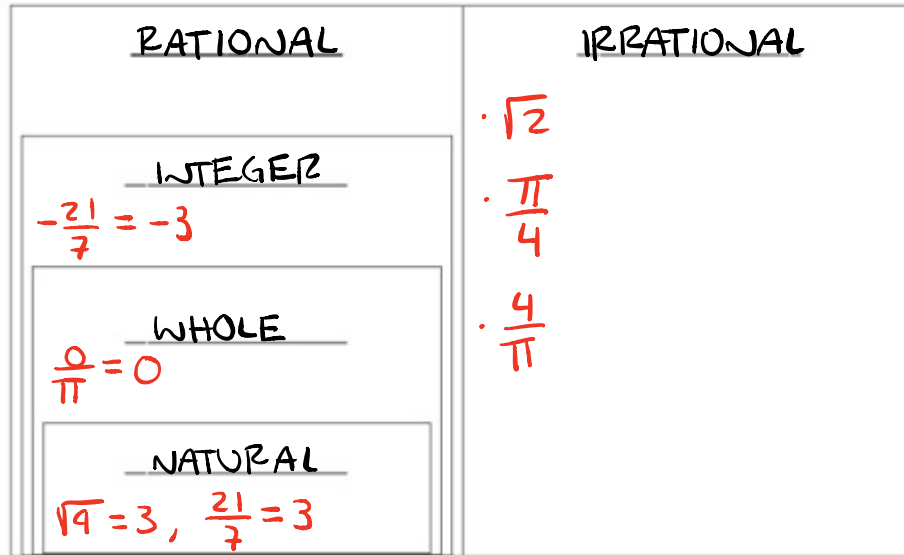 RATIONAL
INTEGER
-21/7 = -3
WHOLE
0/π = 0
NATURAL
√9 = 3, 21/7 = 3
IRRATIONAL
· √2
· π/4
· 4/π